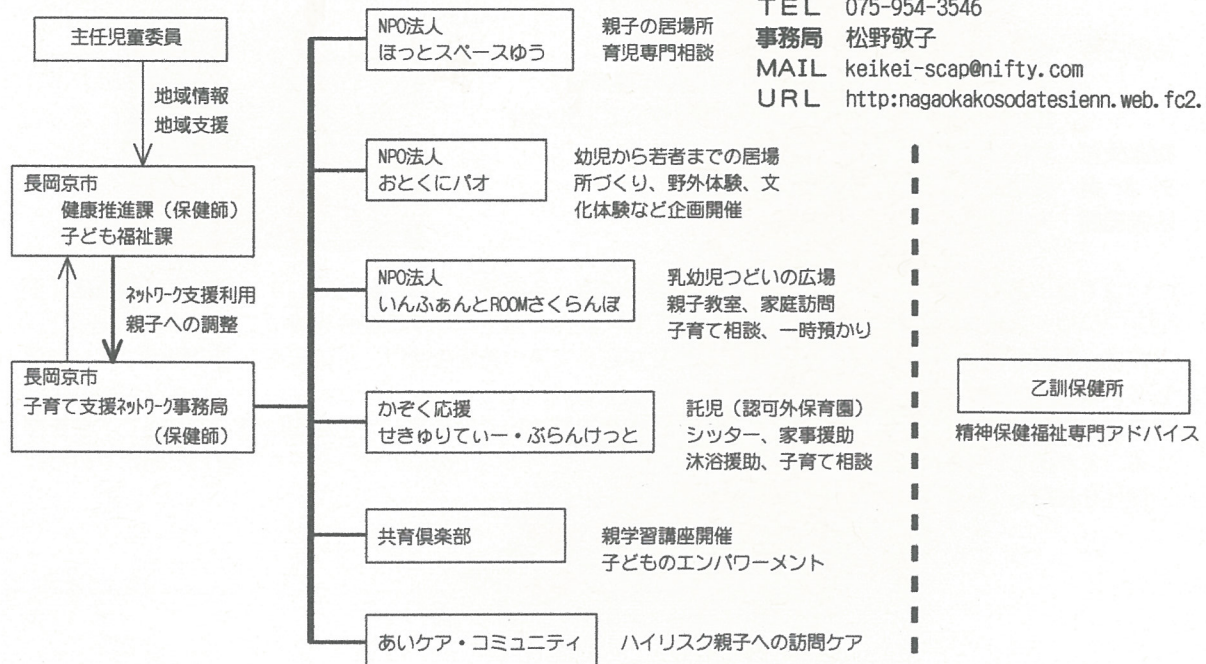 主任児童委員
地域情報
地域支援
長岡京市
健康推進課（保健師）
子ども福祉課
ネットワーク支援利用
親子への調整
長岡京市
子育て支援ネットワーク事務局
（保健師）
NPO法人
ほっとスペースゆう
親子の居場所
育児専門相談
TEL 075-954-3546
事務局 松野敬子
MAIL keikei-scap@nifty.com
URL http:nagaokakosodatesienn.web.fc2.
NPO法人
おとくにパオ
幼児から若者までの居場
所づくり、野外体験、文
化体験など企画開催
NPO法人
いんふぁんとROOMさくらんぼ
乳幼児つどいの広場
親子教室、家庭訪問
子育て相談、一時預かり
かぞく応援
せきゅりてぃー・ぶらんけっと
託児（認可外保育園）
シッター、家事援助
沐浴援助、子育て相談
共育倶楽部
親学習講座開催
子どものエンパワーメント
あいケア・コミュニティ
ハイリスク親子への訪問ケア
乙訓保健所
精神保健福祉専門アドバイス